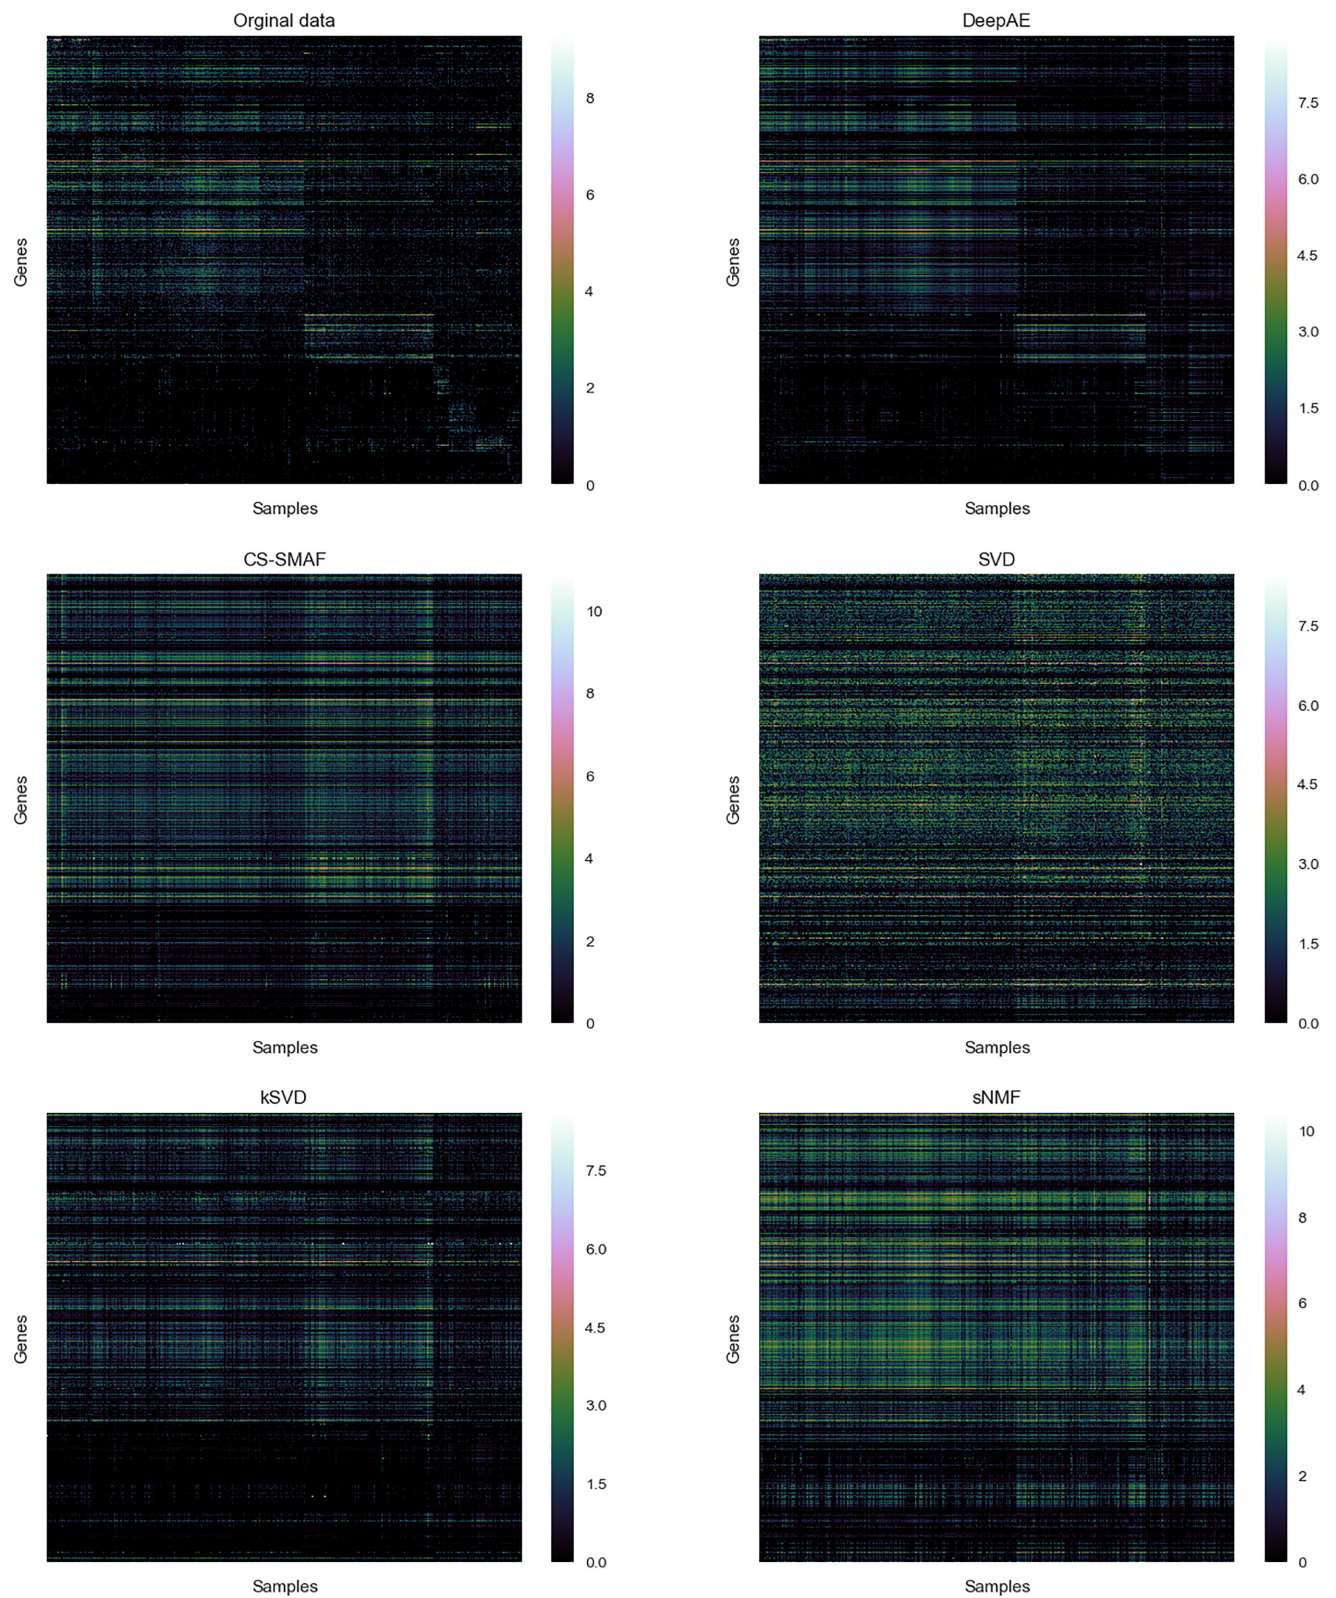 Orginal data
DeepAE
Genes
8
6
4
2
0
Samples
Genes
7.5
6.0
4.5
3.0
1.5
0.0
Samples
CS-SMAF
SVD
Genes
10
8
6
4
2
0
Samples
Genes
7.5
6.0
4.5
3.0
1.5
0.0
Samples
kSVD
sNMF
Genes
7.5
6.0
4.5
3.0
1.5
0.0
Samples
Genes
10
8
6
4
2
0
Samples